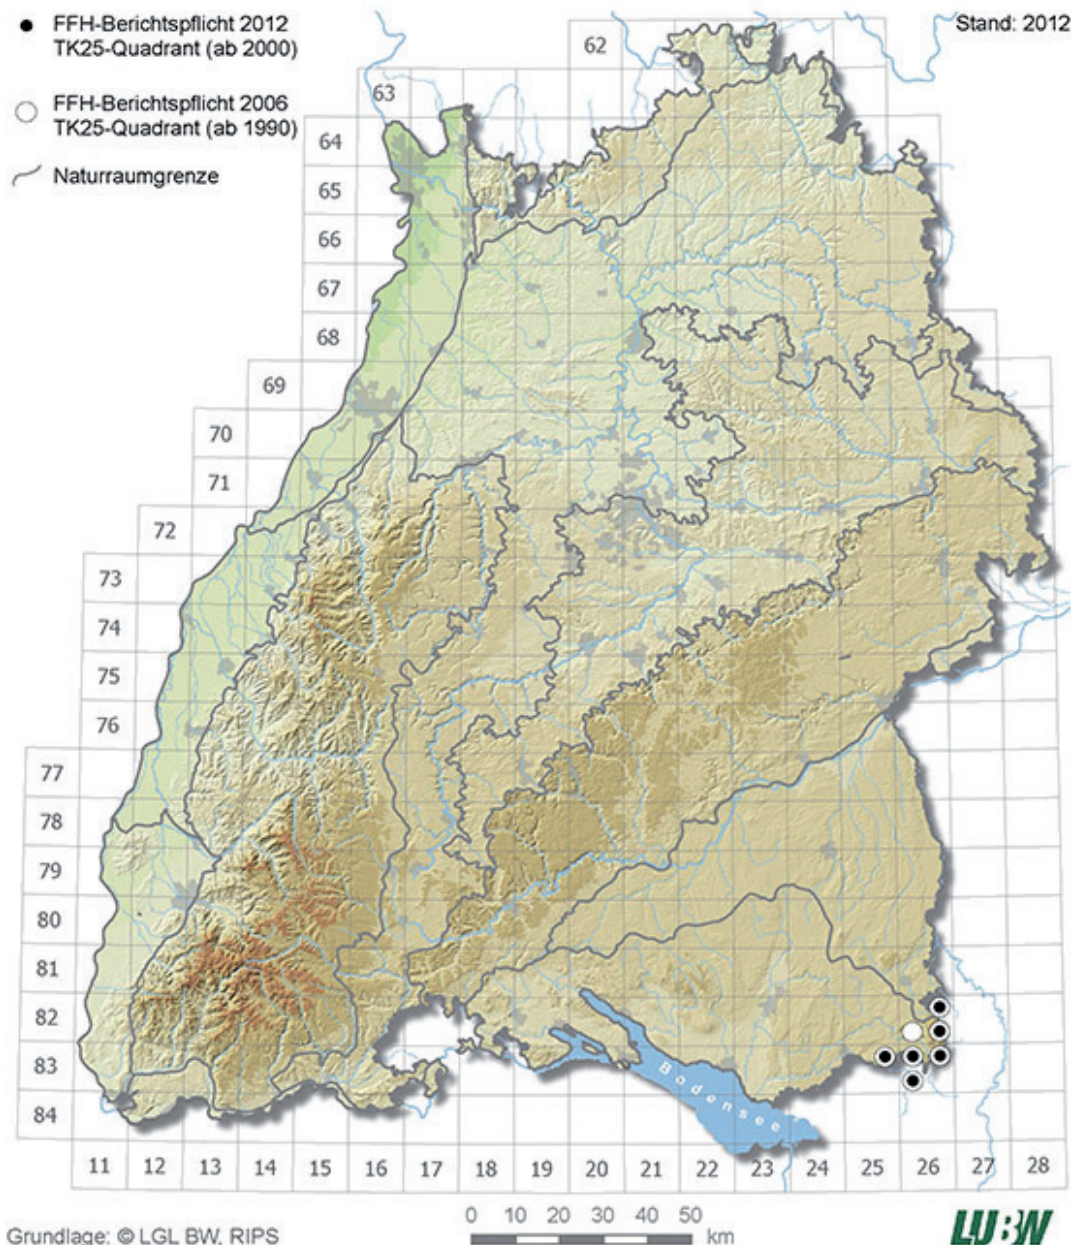 FFH-Berichtspflicht 2012
TK25-Quadrant (ab 2000)
FFH-Berichtspflicht 2006
TK25-Quadrant (ab 1990)
Naturraumgrenze
Stand: 2012
62
63
64
65
66
67
68
69
70
71
72
73
74
75
76
77
78
79
80
81
82
83
84
Bodensee
11 12 13 14 15 16 17 18 19 20 21 22 23 24 25 26 27 28
0 10 20 30 40 50
km
Grundlage: © LGL BW, RIPS
LUBW